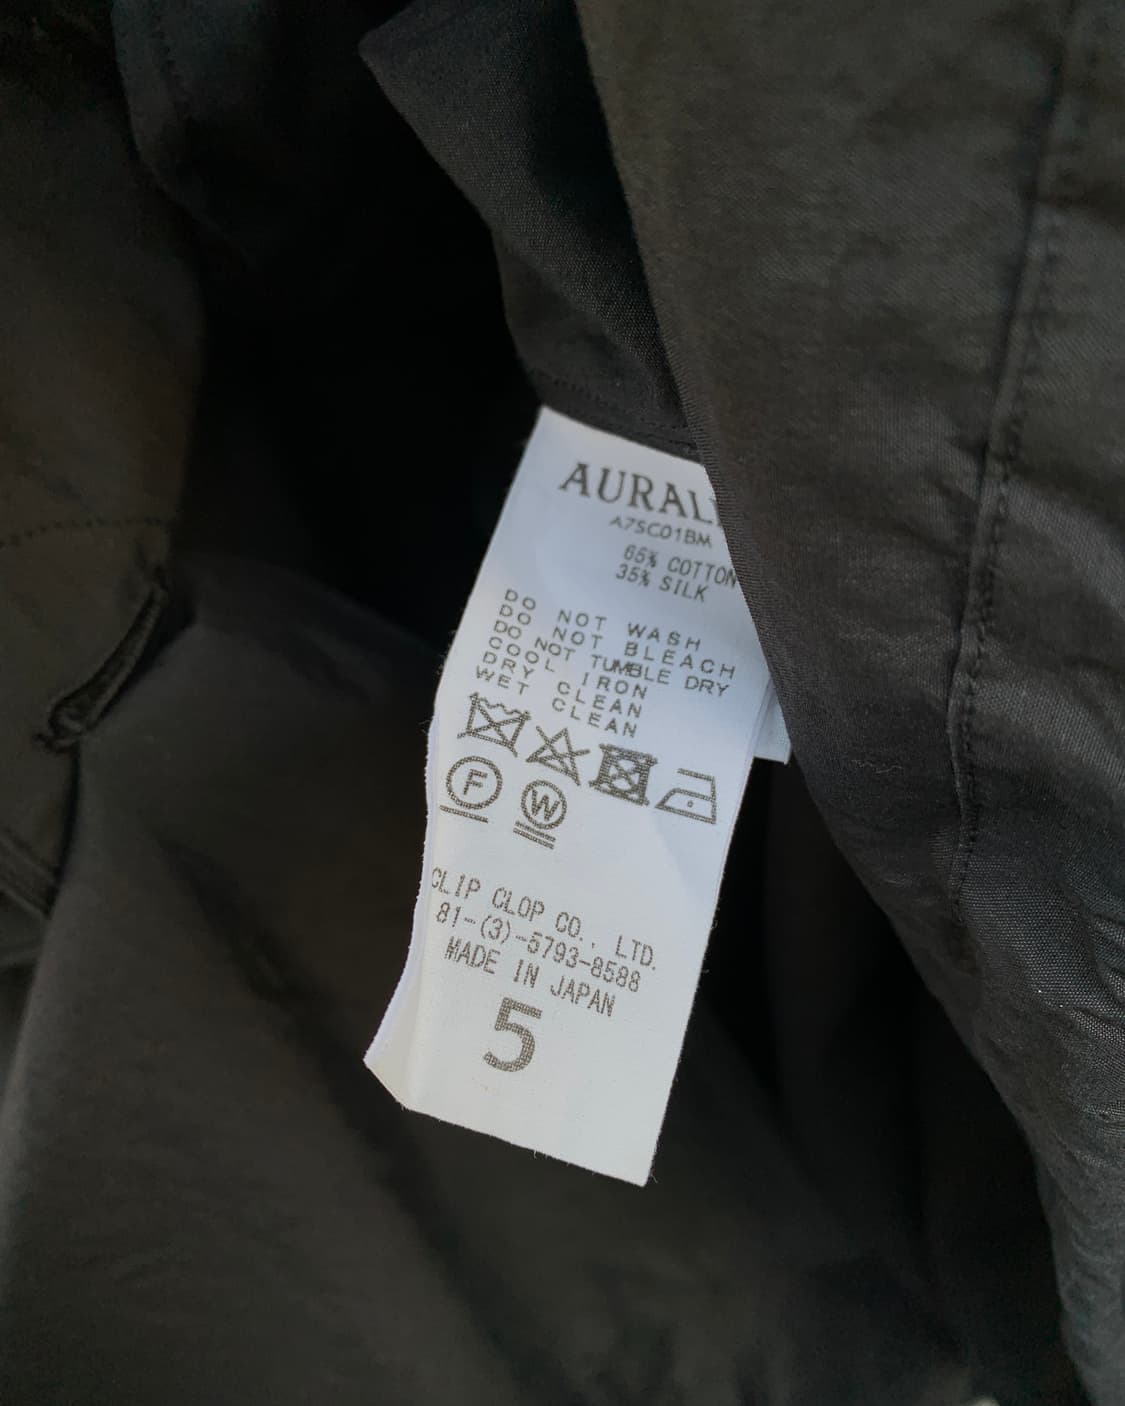 AURAL
A7SC01BM
65% COTTON
35% SILK
DO NOT WASH
DO NOT BLEACH
DO NOT TUMBLE DRY
COOL IRON
DRY CLEAN
WET CLEAN
F
W
CLIP CLOP CO., LTD.
81-(3)-5793-8588
MADE IN JAPAN
5